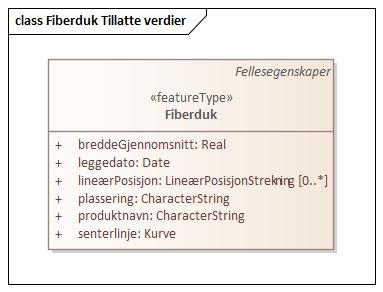 class Fiberduk Tillatte verdier
Fellesegenskaper
«featureType»
Fiberduk
+ breddeGjennomsnitt: Real
+ leggedato: Date
+ lineærPosisjon: LineærPosisjonStrekning [0..*]
+ plassering: CharacterString
+ produktnavn: CharacterString
+ senterlinje: Kurve